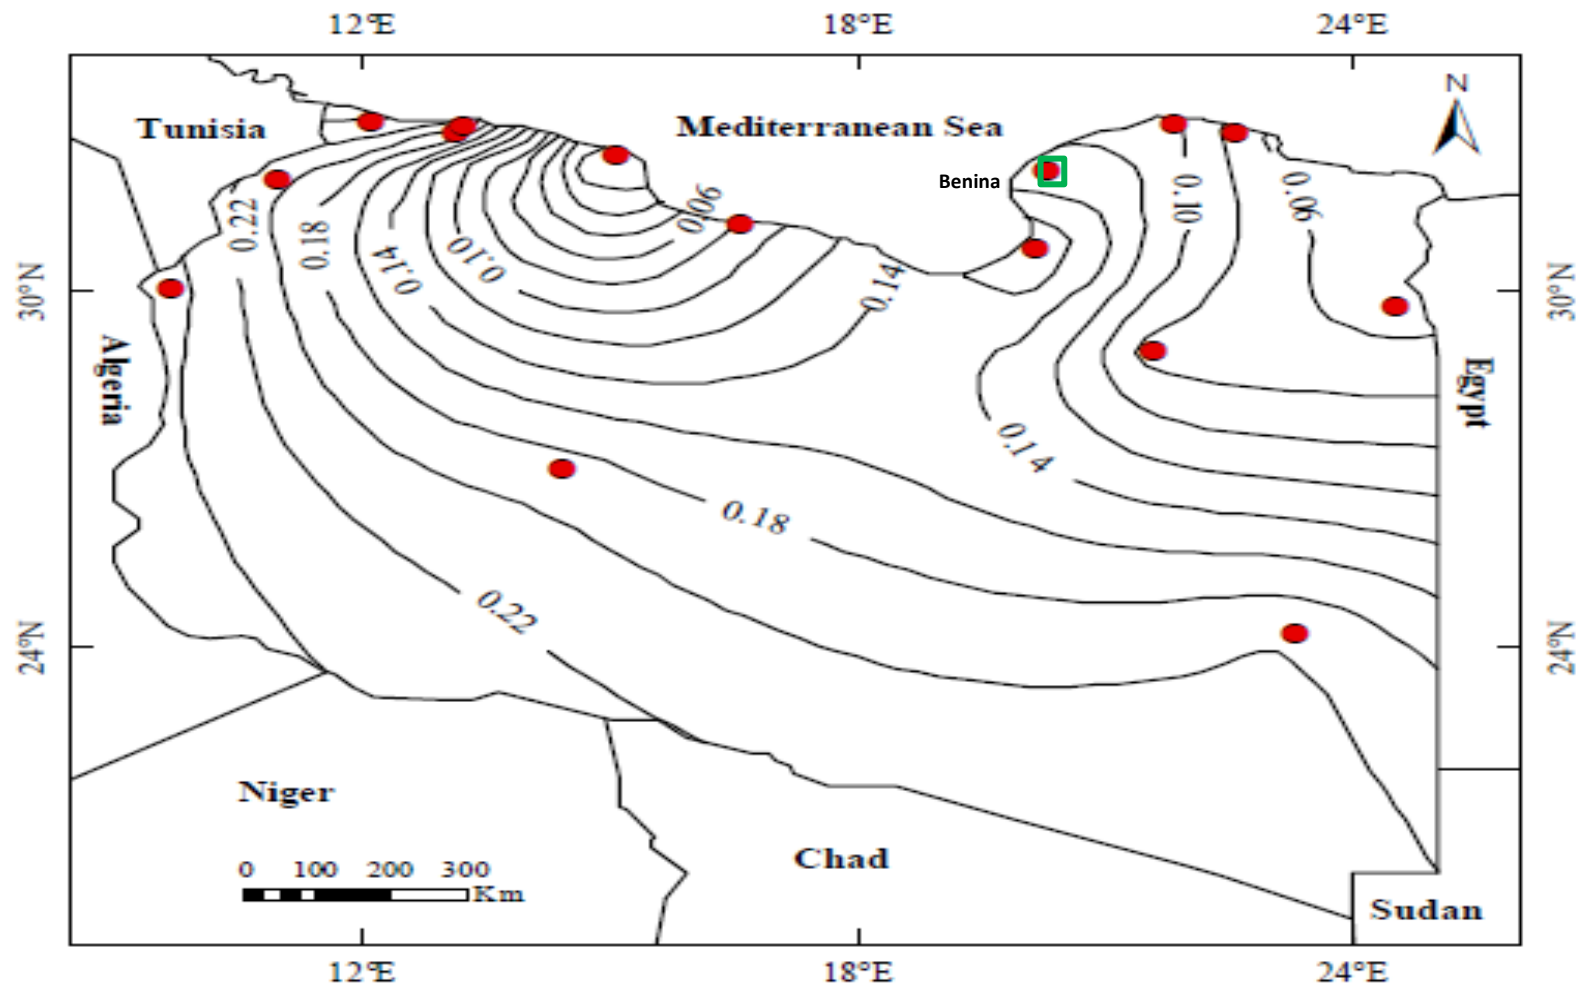 12°E 18°E 24°E
N
Tunisia Mediterranean Sea
Benina
0.22 0.18 0.14 0.10 0.06 0.10 0.06
30°N 0.14 30°N
Algeria Egypt
0.14
0.18
0.22
24°N 24°N
Niger
Chad
0 100 200 300
Km
Sudan
12°E 18°E 24°E